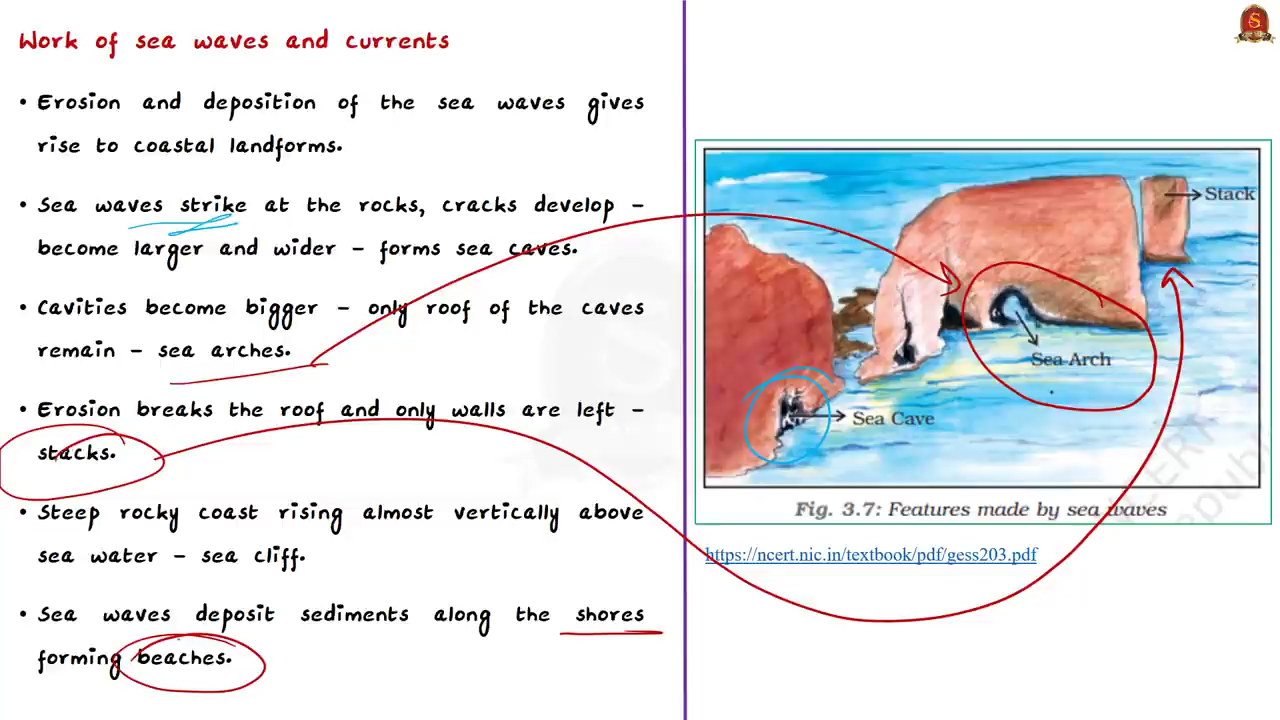 Work of sea waves and currents
• Erosion and deposition of the sea waves gives
rise to coastal landforms.
• Sea waves strike at the rocks, cracks develop –
become larger and wider – forms sea caves.
• Cavities become bigger – only roof of the caves
remain – sea arches.
• Erosion breaks the roof and only walls are left –
stacks.
• Steep rocky coast rising almost vertically above
sea water – sea cliff.
• Sea waves deposit sediments along the shores
forming beaches.
Stack
Sea Arch
Sea Cave
Fig. 3.7: Features made by sea waves
https://ncert.nic.in/textbook/pdf/gess203.pdf